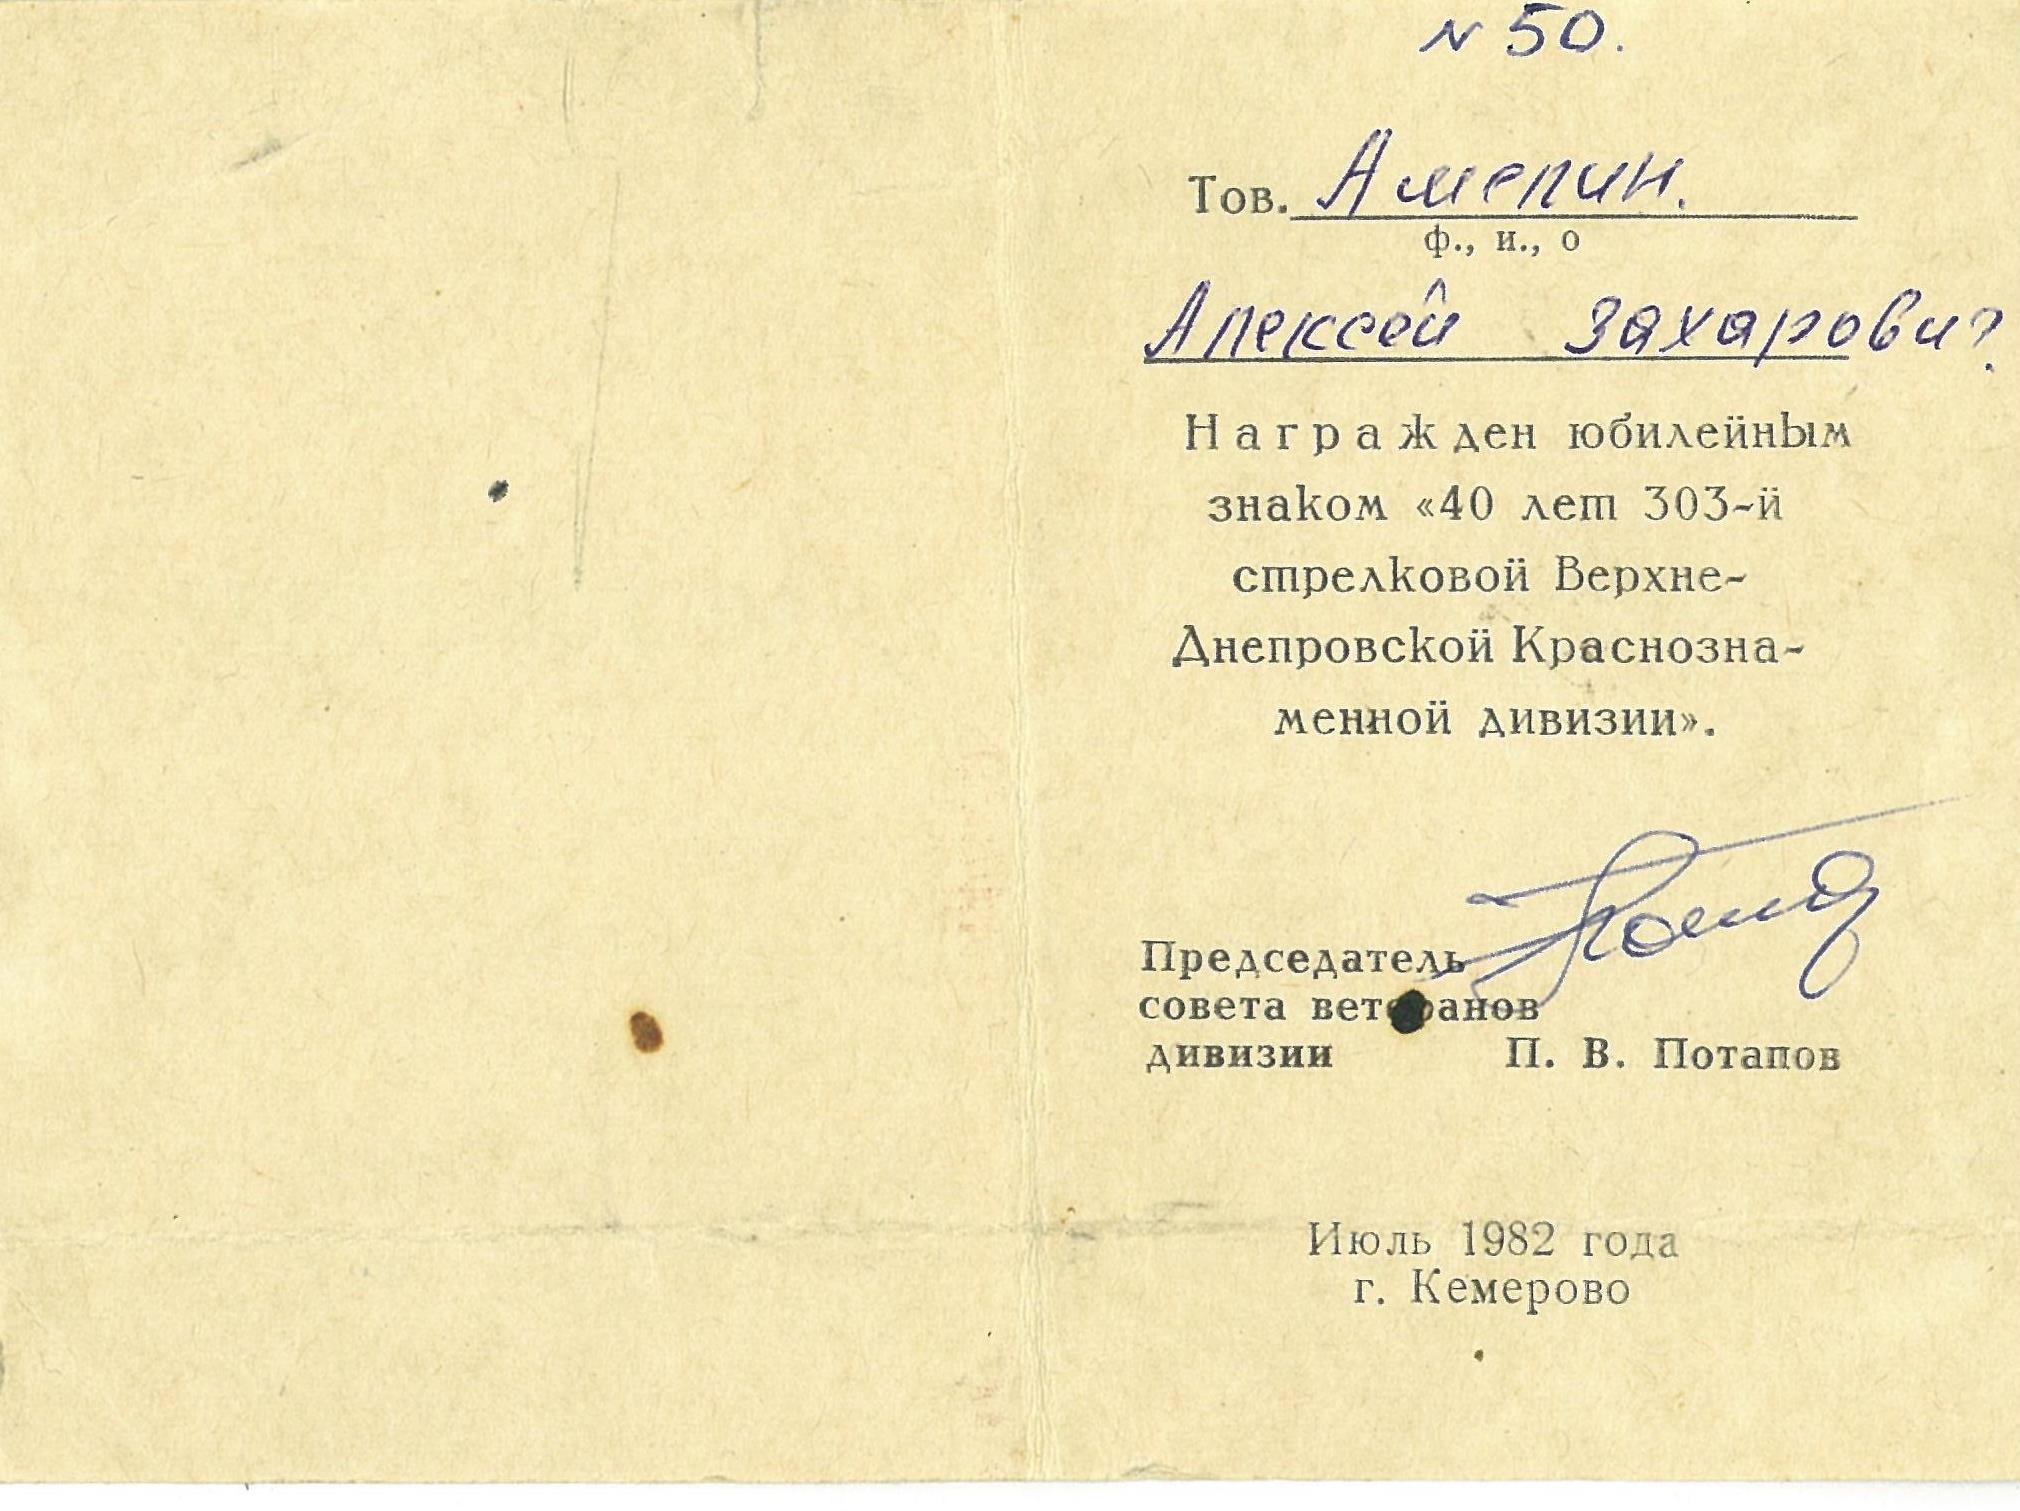 N 50.
Тов. Амелин.
ф., и., о
Алексей Захарович.
Награжден юбилейным
знаком «40 лет 303-й
стрелковой Верхне-
Днепровской Краснозна-
менной дивизии».
Председатель
совета ветеранов
дивизии П. В. Потапов
Июль 1982 года
г. Кемерово